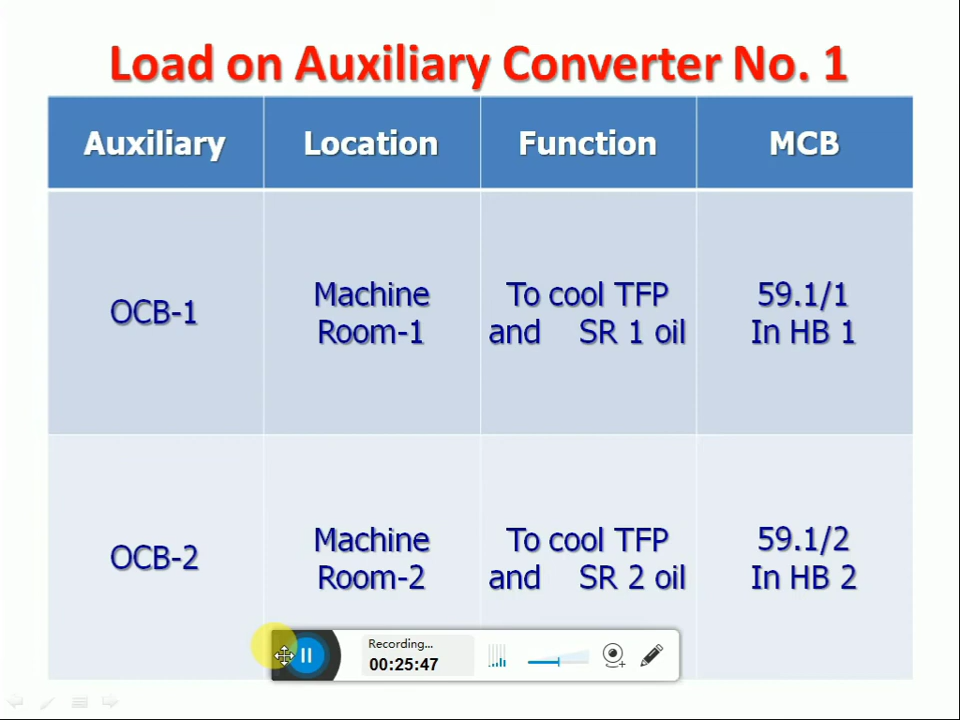 Load on Auxiliary Converter No. 1
Auxiliary Location Function MCB
OCB-1
Machine
Room-1
To cool TFP
and SR 1 oil
59.1/1
In HB 1
OCB-2
Machine
Room-2
To cool TFP
and SR 2 oil
59.1/2
In HB 2
Recording...
00:25:47